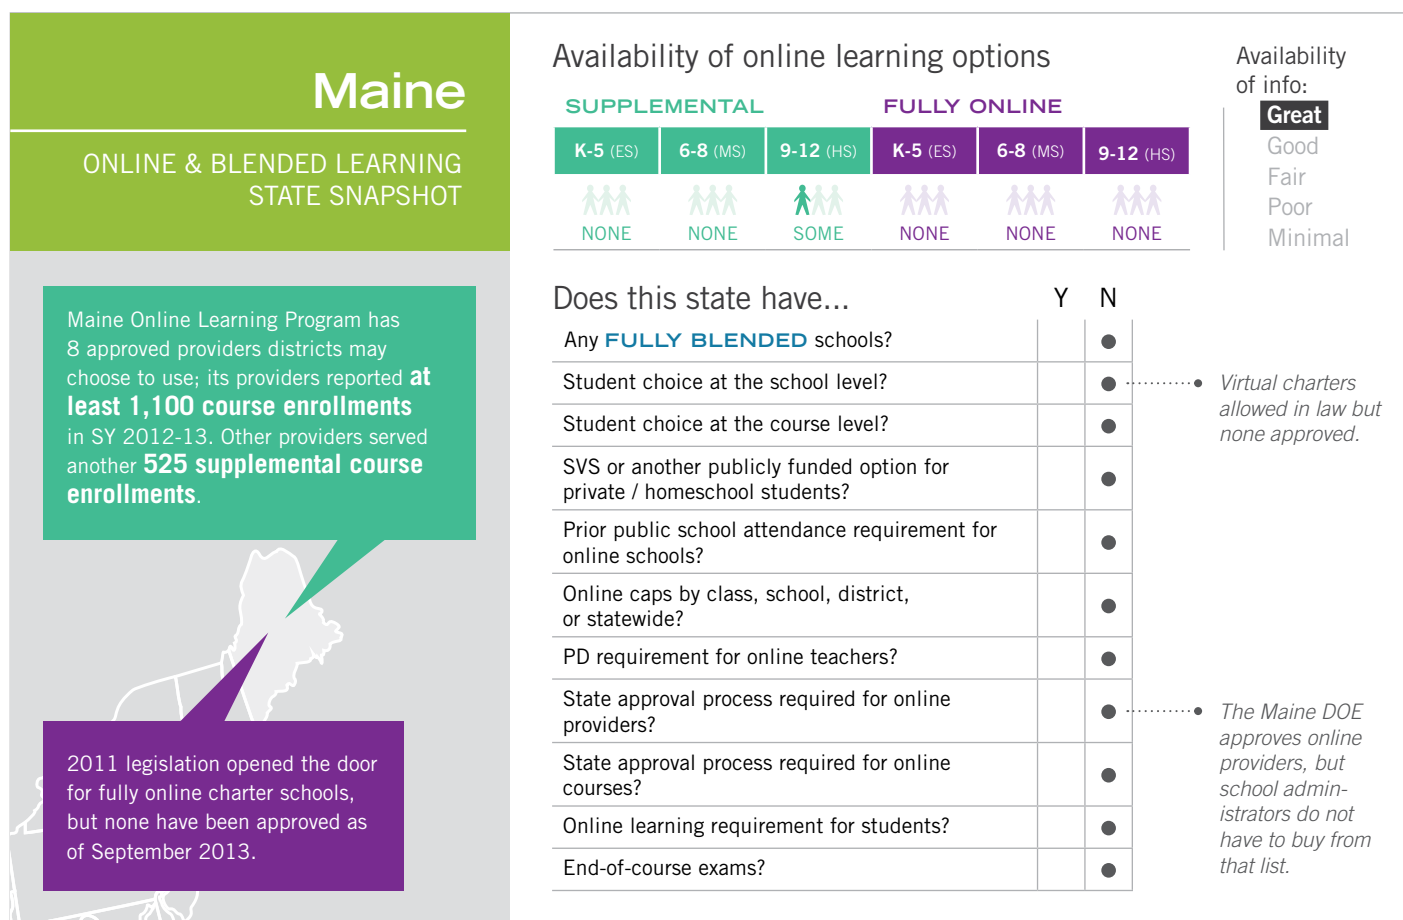 Maine
ONLINE & BLENDED LEARNING
STATE SNAPSHOT
Maine Online Learning Program has
8 approved providers districts may
choose to use; its providers reported at
least 1,100 course enrollments
in SY 2012-13. Other providers served
another 525 supplemental course
enrollments.
2011 legislation opened the door
for fully online charter schools,
but none have been approved as
of September 2013.
Availability of online learning options
SUPPLEMENTAL FULLY ONLINE
K-5 (ES) 6-8 (MS) 9-12 (HS) K-5 (ES) 6-8 (MS) 9-12 (HS)
NONE NONE SOME NONE NONE NONE
Availability
of info:
Great
Good
Fair
Poor
Minimal
Does this state have... Y N
Any FULLY BLENDED schools?
Student choice at the school level?
Virtual charters
allowed in law but
none approved.
Student choice at the course level?
SVS or another publicly funded option for
private / homeschool students?
Prior public school attendance requirement for
online schools?
Online caps by class, school, district,
or statewide?
PD requirement for online teachers?
State approval process required for online
providers?
The Maine DOE
approves online
providers, but
school admin-
istrators do not
have to buy from
that list.
State approval process required for online
courses?
Online learning requirement for students?
End-of-course exams?